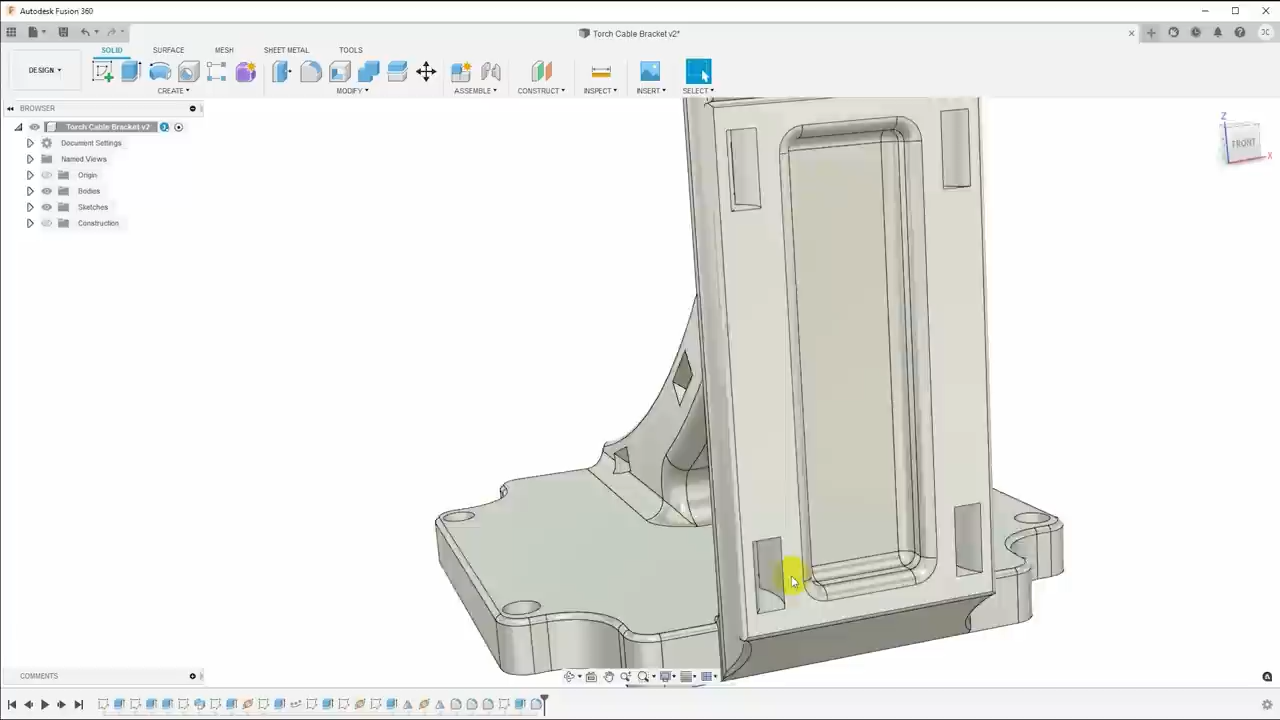 Autodesk Fusion 360
Torch Cable Bracket v2*
DESIGN
SOLID SURFACE MESH SHEET METAL TOOLS
CREATE MODIFY ASSEMBLE CONSTRUCT INSPECT INSERT SELECT
BROWSER
Torch Cable Bracket v2
Document Settings
Named Views
Origin
Bodies
Sketches
Construction
Z
FRONT
X
COMMENTS